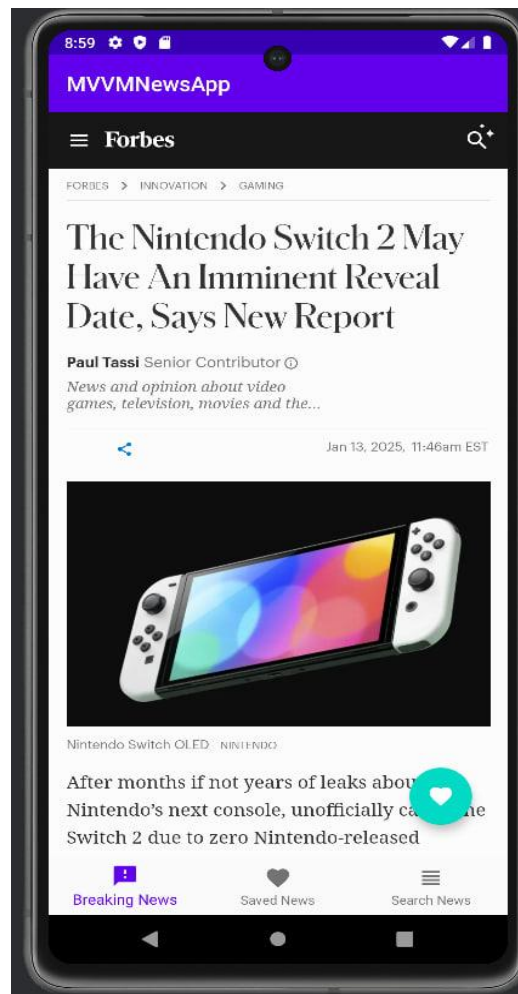 8:59
MVVMNewsApp
Forbes
FORBES > INNOVATION > GAMING
The Nintendo Switch 2 May
Have An Imminent Reveal
Date, Says New Report
Paul Tassi Senior Contributor
News and opinion about video
games, television, movies and the...
Jan 13, 2025, 11:46am EST
Nintendo Switch OLED NINTENDO
After months if not years of leaks abou
Nintendo's next console, unofficially ca he
Switch 2 due to zero Nintendo-released
Breaking News Saved News Search News